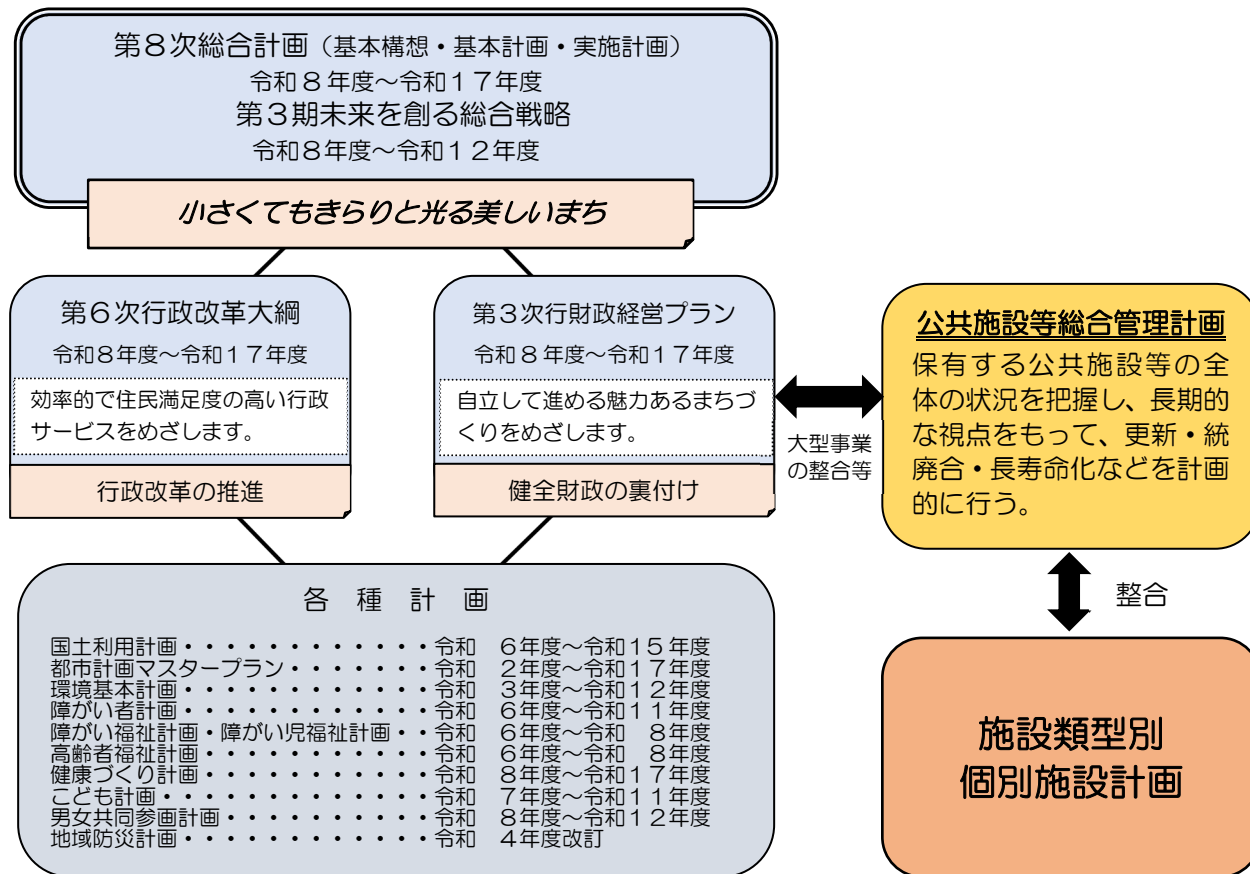 第８次総合計画（基本構想・基本計画・実施計画）
令和８年度～令和１７年度
第３期未来を創る総合戦略
令和８年度～令和１２年度
小さくてもきらりと光る美しいまち
第６次行政改革大綱
令和８年度～令和１７年度
効率的で住民満足度の高い行政
サービスをめざします。
行政改革の推進
第３次行財政経営プラン
令和８年度～令和１７年度
自立して進める魅力あるまちづ
くりをめざします。
健全財政の裏付け
大型事業
の整合等
公共施設等総合管理計画
保有する公共施設等の全
体の状況を把握し、長期的
な視点をもって、更新・統
廃合・長寿命化などを計画
的に行う。
整合
施設類型別
個別施設計画
各　種　計　画
国土利用計画・・・・・・・・・・・・・令和　６年度～令和１５年度
都市計画マスタープラン・・・・・・・・令和　２年度～令和１７年度
環境基本計画・・・・・・・・・・・・・令和　３年度～令和１２年度
障がい者計画・・・・・・・・・・・・・令和　６年度～令和１１年度
障がい福祉計画・障がい児福祉計画・・令和　６年度～令和　８年度
高齢者福祉計画・・・・・・・・・・・・令和　６年度～令和　８年度
健康づくり計画・・・・・・・・・・・・令和　８年度～令和１７年度
こども計画・・・・・・・・・・・・・・令和　７年度～令和１１年度
男女共同参画計画・・・・・・・・・・・令和　８年度～令和１２年度
地域防災計画・・・・・・・・・・・・・令和　４年度改訂